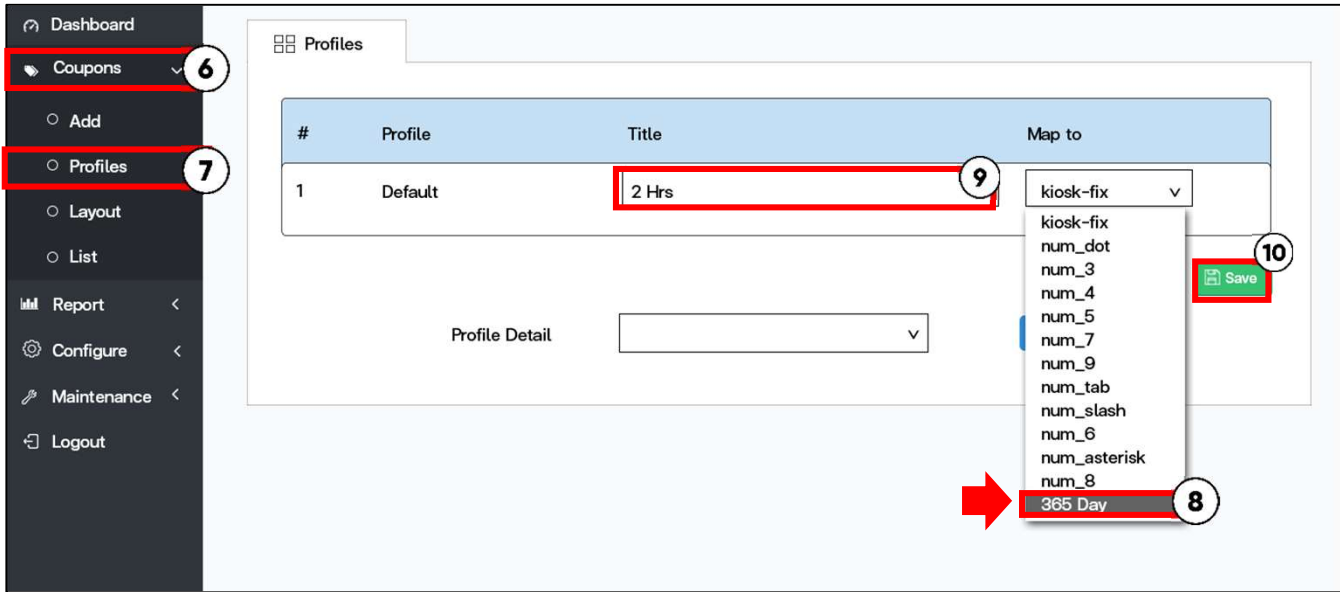 Dashboard
Coupons 6
Add
Profiles 7
Layout
List
Report
Configure
Maintenance
Logout
Profiles
# Profile Title Map to
1 Default 2 Hrs 9 kiosk-fix
kiosk-fix
num_dot
num_3
num_4
num_5
num_7
num_9
num_tab
num_slash
num_6
num_asterisk
num_8
365 Day 8
10
Save
Profile Detail